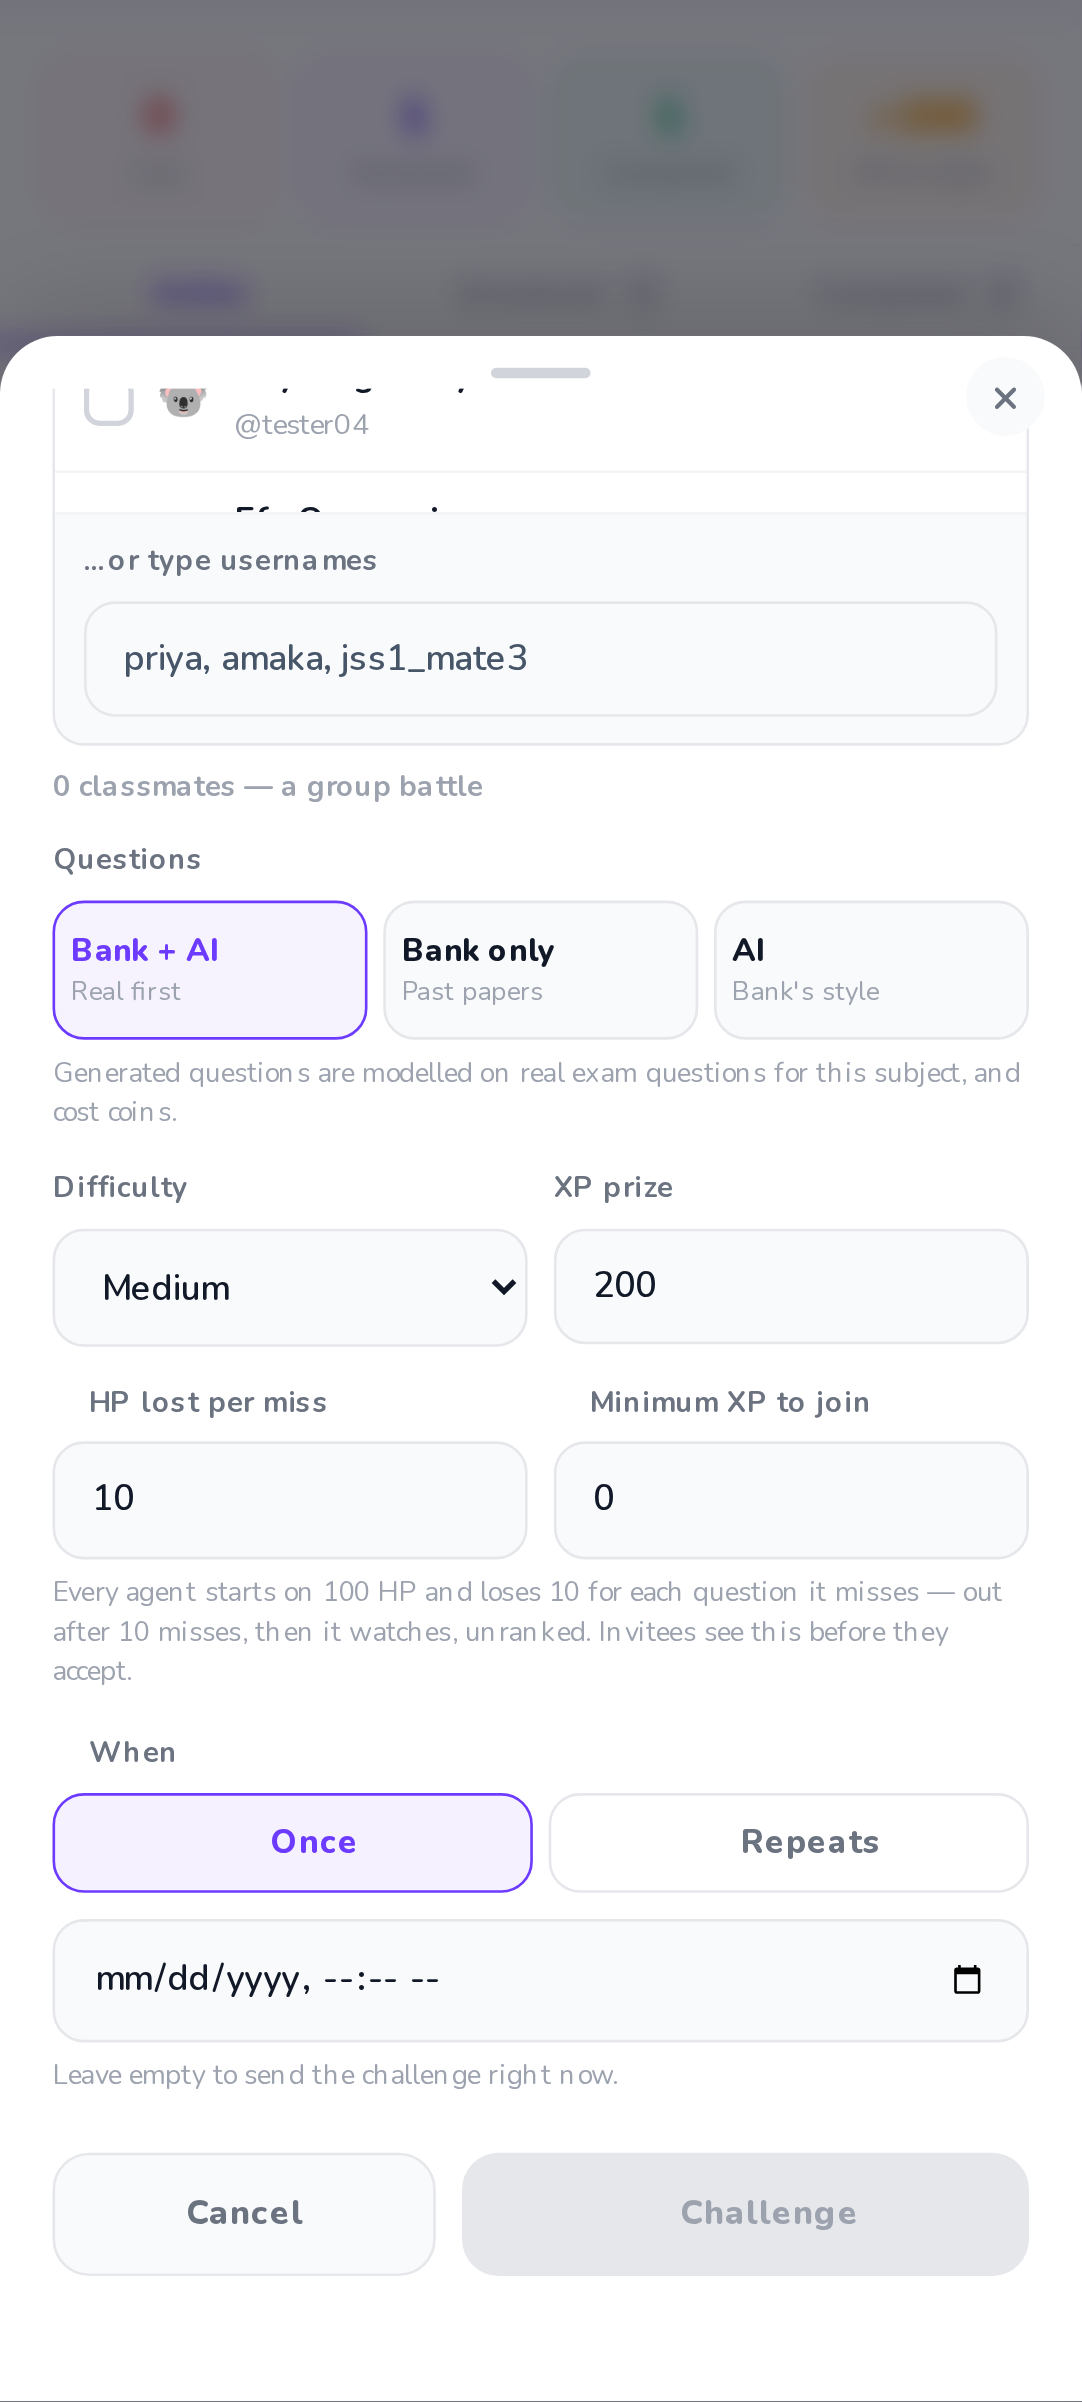 @tester04
...or type usernames
priya, amaka, jss1_mate3
0 classmates — a group battle
Questions
Bank + AI
Real first
Bank only
Past papers
AI
Bank's style
Generated questions are modelled on real exam questions for this subject, and
cost coins.
Difficulty
XP prize
Medium
200
HP lost per miss
Minimum XP to join
10
0
Every agent starts on 100 HP and loses 10 for each question it misses — out
after 10 misses, then it watches, unranked. Invitees see this before they
accept.
When
Once
Repeats
mm/dd/yyyy, --:-- --
Leave empty to send the challenge right now.
Cancel
Challenge